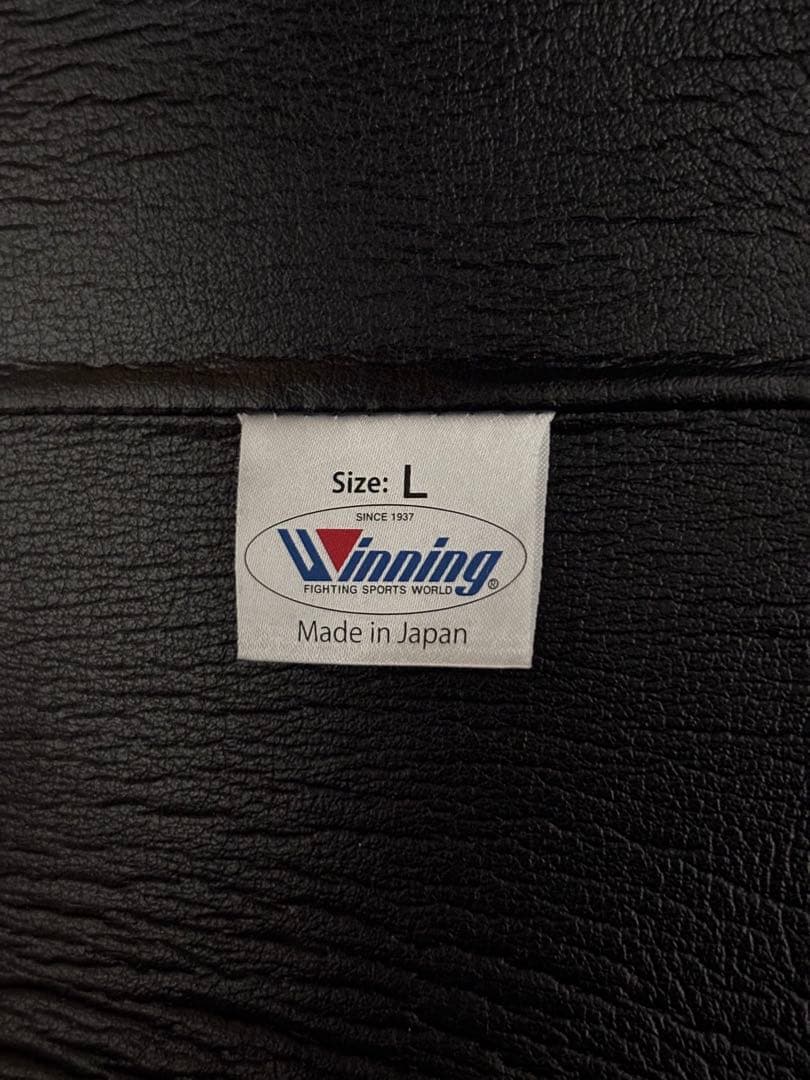 Size: L
SINCE 1937
Winning
FIGHTING SPORTS WORLD ®
Made in Japan